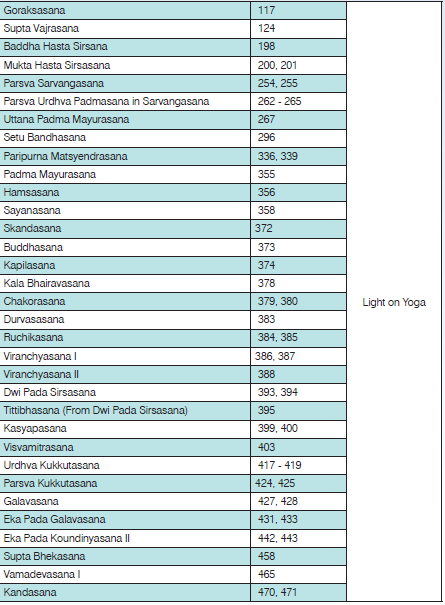 Goraksasana 117
Supta Vajrasana 124
Baddha Hasta Sirsana 198
Mukta Hasta Sirsasana 200, 201
Parsva Sarvangasana 254, 255
Parsva Urdhva Padmasana in Sarvangasana 262 - 265
Uttana Padma Mayurasana 267
Setu Bandhasana 296
Paripurna Matsyendrasana 336, 339
Padma Mayurasana 355
Hamsasana 356
Sayanasana 358
Skandasana 372
Buddhasana 373
Kapilasana 374
Kala Bhairavasana 378
Chakorasana 379, 380
Light on Yoga
Durvasasana 383
Ruchikasana 384, 385
Viranchyasana I 386, 387
Viranchyasana II 388
Dwi Pada Sirsasana 393, 394
Tittibhasana (From Dwi Pada Sirsasana) 395
Kasyapasana 399, 400
Visvamitrasana 403
Urdhva Kukkutasana 417 - 419
Parsva Kukkutasana 424, 425
Galavasana 427, 428
Eka Pada Galavasana 431, 433
Eka Pada Koundinyasana II 442, 443
Supta Bhekasana 458
Vamadevasana I 465
Kandasana 470, 471